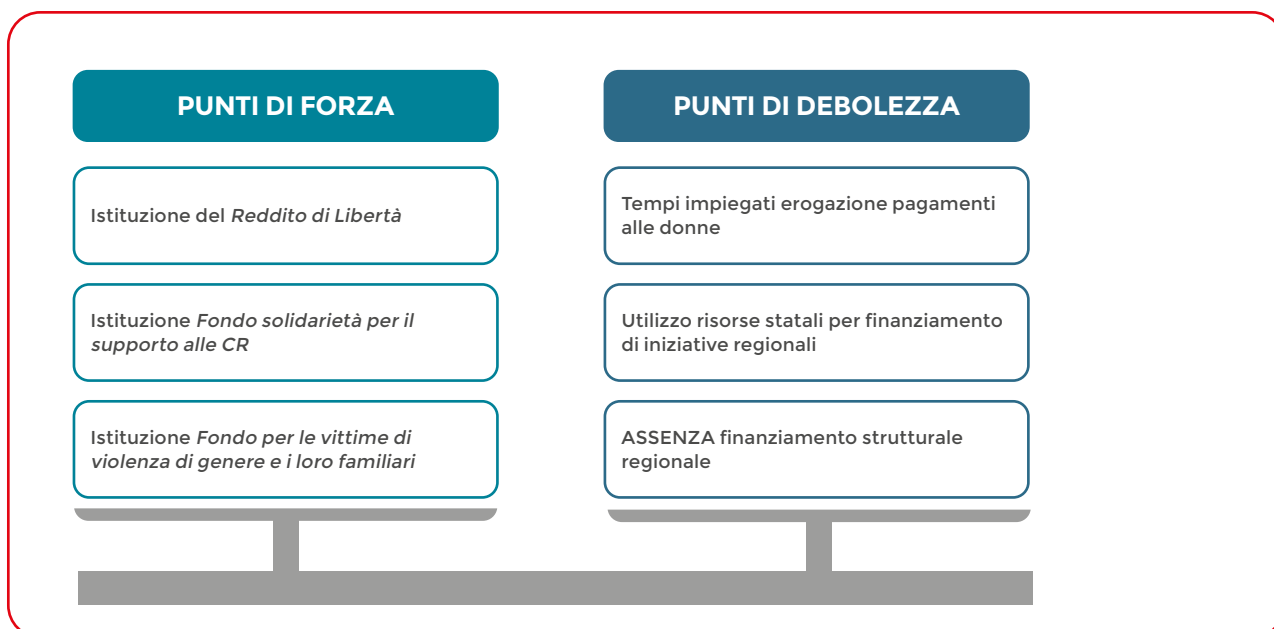 PUNTI DI FORZA
Istituzione del Reddito di Libertà
Istituzione Fondo solidarietà per il
supporto alle CR
Istituzione Fondo per le vittime di
violenza di genere e i loro familiari
PUNTI DI DEBOLEZZA
Tempi impiegati erogazione pagamenti
alle donne
Utilizzo risorse statali per finanziamento
di iniziative regionali
ASSENZA finanziamento strutturale
regionale